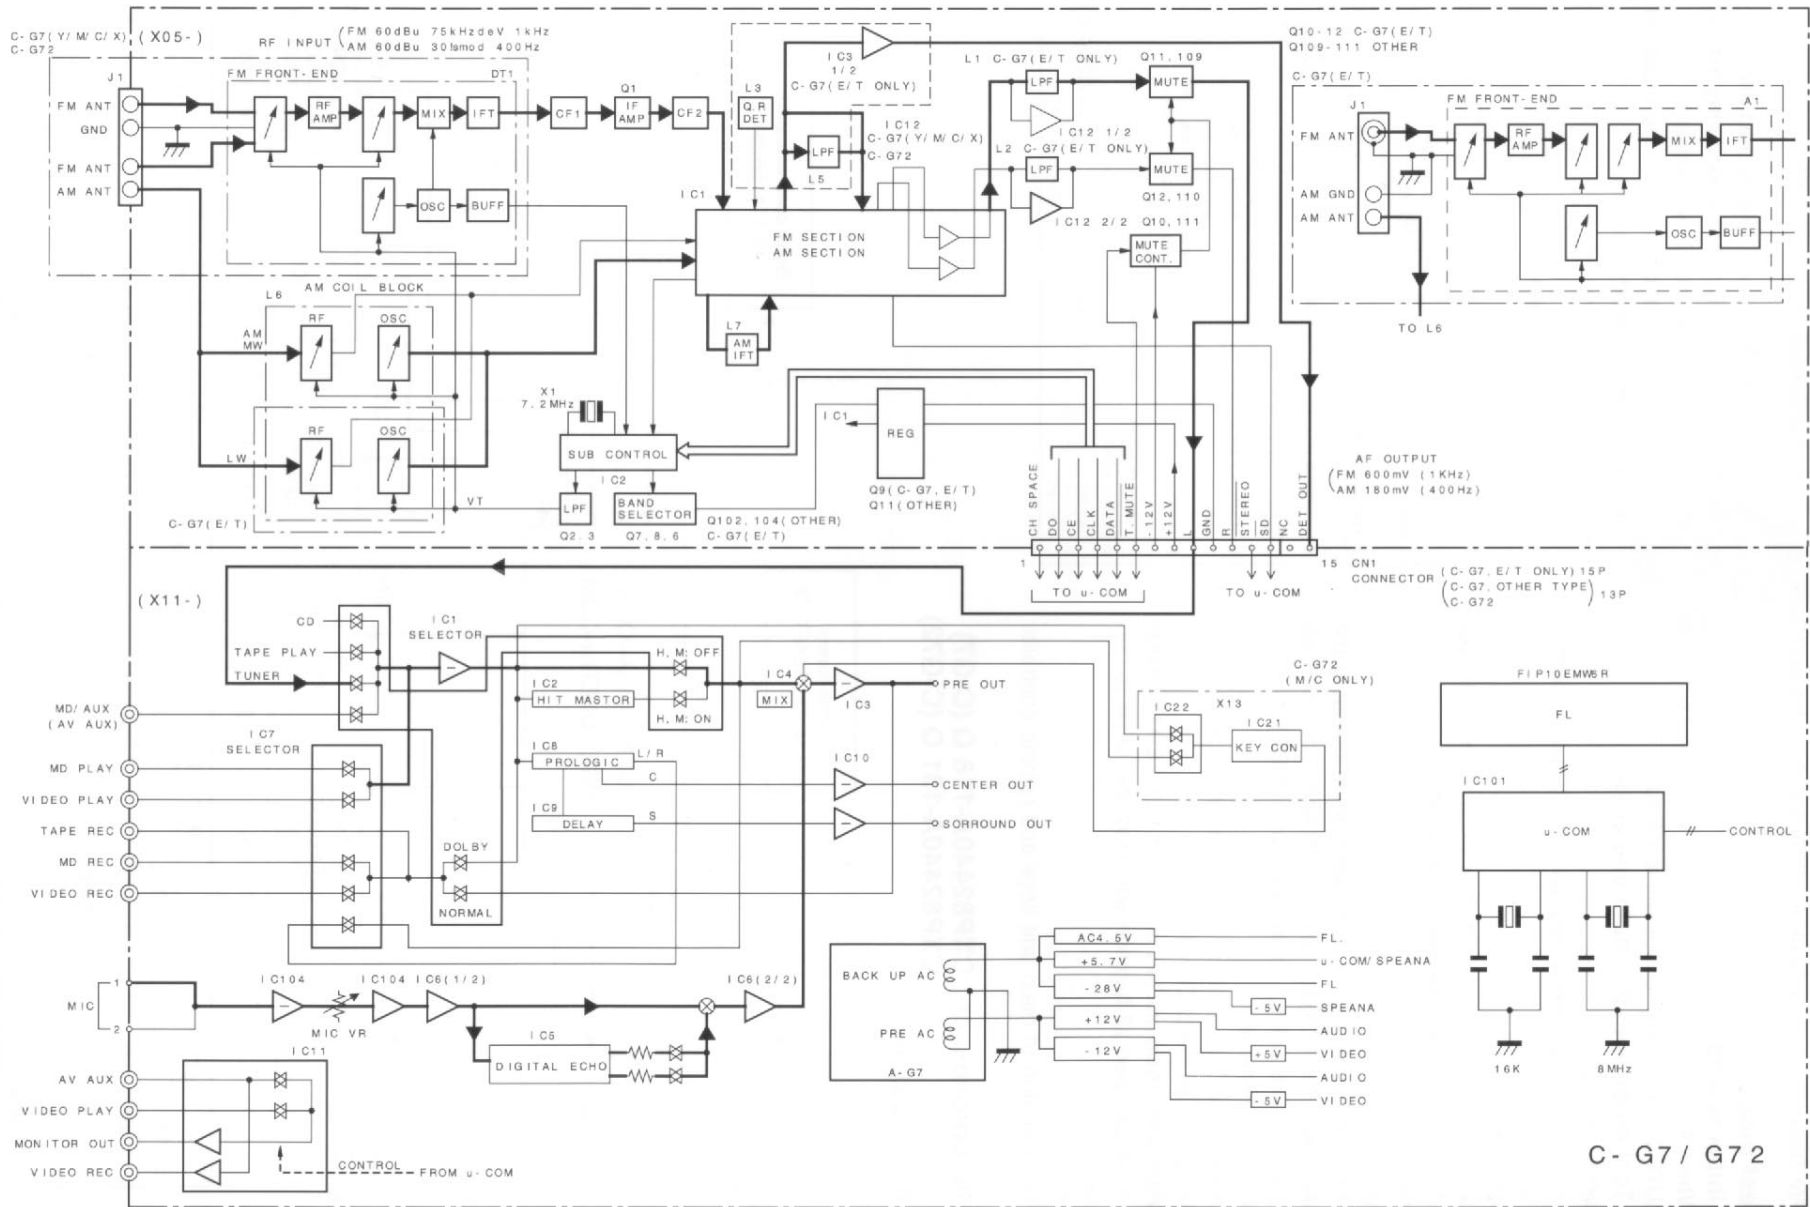 C-G7(Y/M/C/X) (X05-)
C-G72
RF INPUT (FM 60dBu 75kHzdeV 1kHz
AM 60dBu 30%mod 400Hz
J1
FM FRONT-END
DT1
FM ANT
GND
FM ANT
AM ANT
RF AMP
MIX
IFT
OSC
BUFF
CF1
Q1
IF AMP
CF2
L3
Q.R DET
IC3
1/2
C-G7(E/T ONLY)
LPF
L5
IC12
C-G7(Y/M/C/X)
C-G72
L1 C-G7(E/T ONLY)
LPF
IC12 1/2
L2 C-G7(E/T ONLY)
LPF
IC12 2/2
Q11,109
MUTE
MUTE
Q12,110
Q10,111
MUTE CONT.
Q10-12 C-G7(E/T)
Q109-111 OTHER
C-G7(E/T)
J1
FM FRONT-END
A1
FM ANT
AM GND
AM ANT
RF AMP
MIX
IFT
OSC
BUFF
TO L6
IC1
FM SECTION
AM SECTION
L7
AM IFT
AM COIL BLOCK
L6
AM
MW
RF
OSC
LW
RF
OSC
VT
C-G7(E/T)
X1
7.2MHz
SUB CONTROL
IC2
LPF
Q2.3
BAND SELECTOR
Q7,8,6
Q102,104(OTHER)
C-G7(E/T)
IC1
REG
Q9(C-G7,E/T)
Q11(OTHER)
AF OUTPUT
(FM 600mV (1KHz)
AM 180mV (400Hz)
CH SPACE
DO
CE
CLK
DATA
T.MUTE
-12V
+12V
L
GND
R
STEREO
SD
NC
DET OUT
1
15 CN1
CONNECTOR
(C-G7,E/T ONLY)15P
(C-G7,OTHER TYPE)
C-G72
13P
TO u-COM
TO u-COM
(X11-)
CD
TAPE PLAY
TUNER
MD/AUX
(AV AUX)
IC1
SELECTOR
H,M:OFF
IC2
HIT MASTOR
H,M:ON
IC4
MIX
IC3
PRE OUT
IC7
SELECTOR
MD PLAY
VIDEO PLAY
TAPE REC
MD REC
VIDEO REC
DOLBY
NORMAL
IC8
PROLOGIC
L/R
C
IC9
DELAY
S
IC10
CENTER OUT
SORROUND OUT
C-G72
(M/C ONLY)
IC22
X13
IC21
KEY CON
FIP10EMW6R
FL
IC101
u-COM
CONTROL
16K
8MHz
MIC
1
2
IC104
MIC VR
IC104
IC6(1/2)
IC5
DIGITAL ECHO
IC6(2/2)
BACK UP AC
PRE AC
A-G7
AC4.5V
+5.7V
-28V
+12V
-12V
FL.
u-COM/SPEANA
FL
-5V
SPEANA
AUDIO
+5V
VIDEO
AUDIO
-5V
VIDEO
IC11
AV AUX
VIDEO PLAY
MONITOR OUT
VIDEO REC
CONTROL
FROM u-COM
C-G7/G72